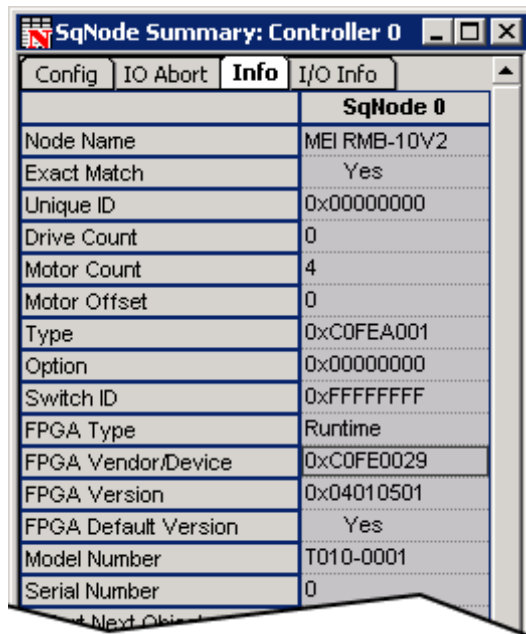 SqNode Summary: Controller 0
Config IO Abort Info I/O Info
SqNode 0
Node Name MEI RMB-10V2
Exact Match Yes
Unique ID 0x00000000
Drive Count 0
Motor Count 4
Motor Offset 0
Type 0xC0FEA001
Option 0x00000000
Switch ID 0xFFFFFFFF
FPGA Type Runtime
FPGA Vendor/Device 0xC0FE0029
FPGA Version 0x04010501
FPGA Default Version Yes
Model Number T010-0001
Serial Number 0
Next